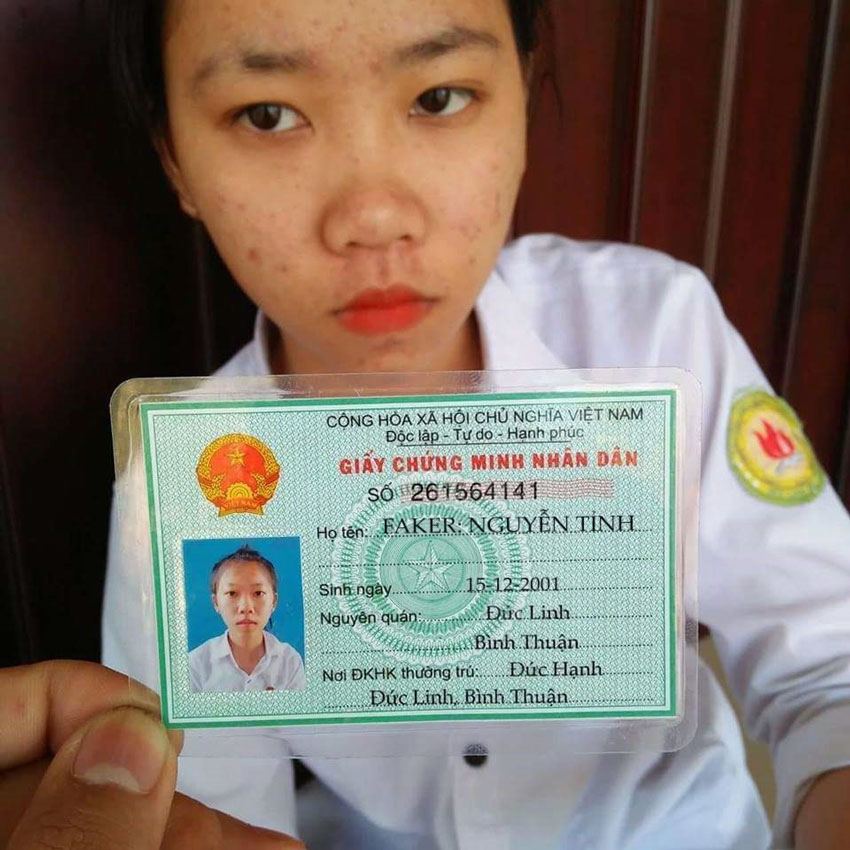 CỘNG HÒA XÃ HỘI CHỦ NGHĨA VIỆT NAM
Độc lập - Tự do - Hạnh phúc
GIẤY CHỨNG MINH NHÂN DÂN
SỐ 261564141
Họ tên: FAKER: NGUYỄN TỈNH
Sinh ngày 15-12-2001
Nguyên quán: Đức Linh
Bình Thuận
Nơi ĐKHK thường trú: Đức Hạnh
Đức Linh, Bình Thuận
VIỆT NAM